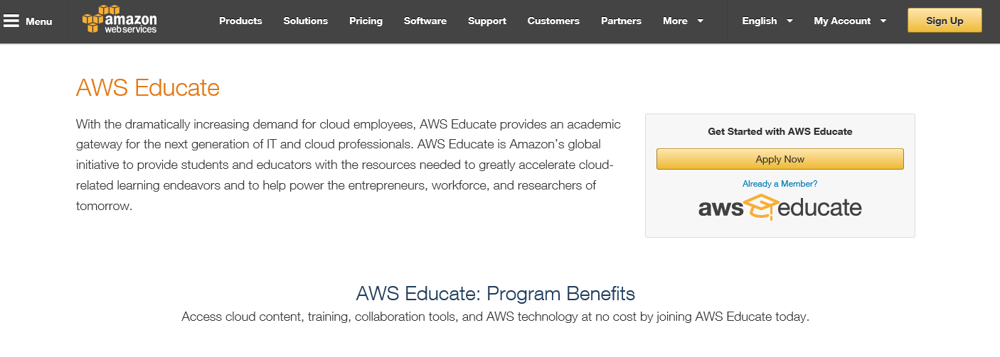 Menu
amazon
web services
Products Solutions Pricing Software Support Customers Partners More English My Account Sign Up
AWS Educate
With the dramatically increasing demand for cloud employees, AWS Educate provides an academic
gateway for the next generation of IT and cloud professionals. AWS Educate is Amazon's global
initiative to provide students and educators with the resources needed to greatly accelerate cloud-
related learning endeavors and to help power the entrepreneurs, workforce, and researchers of
tomorrow.
Get Started with AWS Educate
Apply Now
Already a Member?
aws educate
AWS Educate: Program Benefits
Access cloud content, training, collaboration tools, and AWS technology at no cost by joining AWS Educate today.